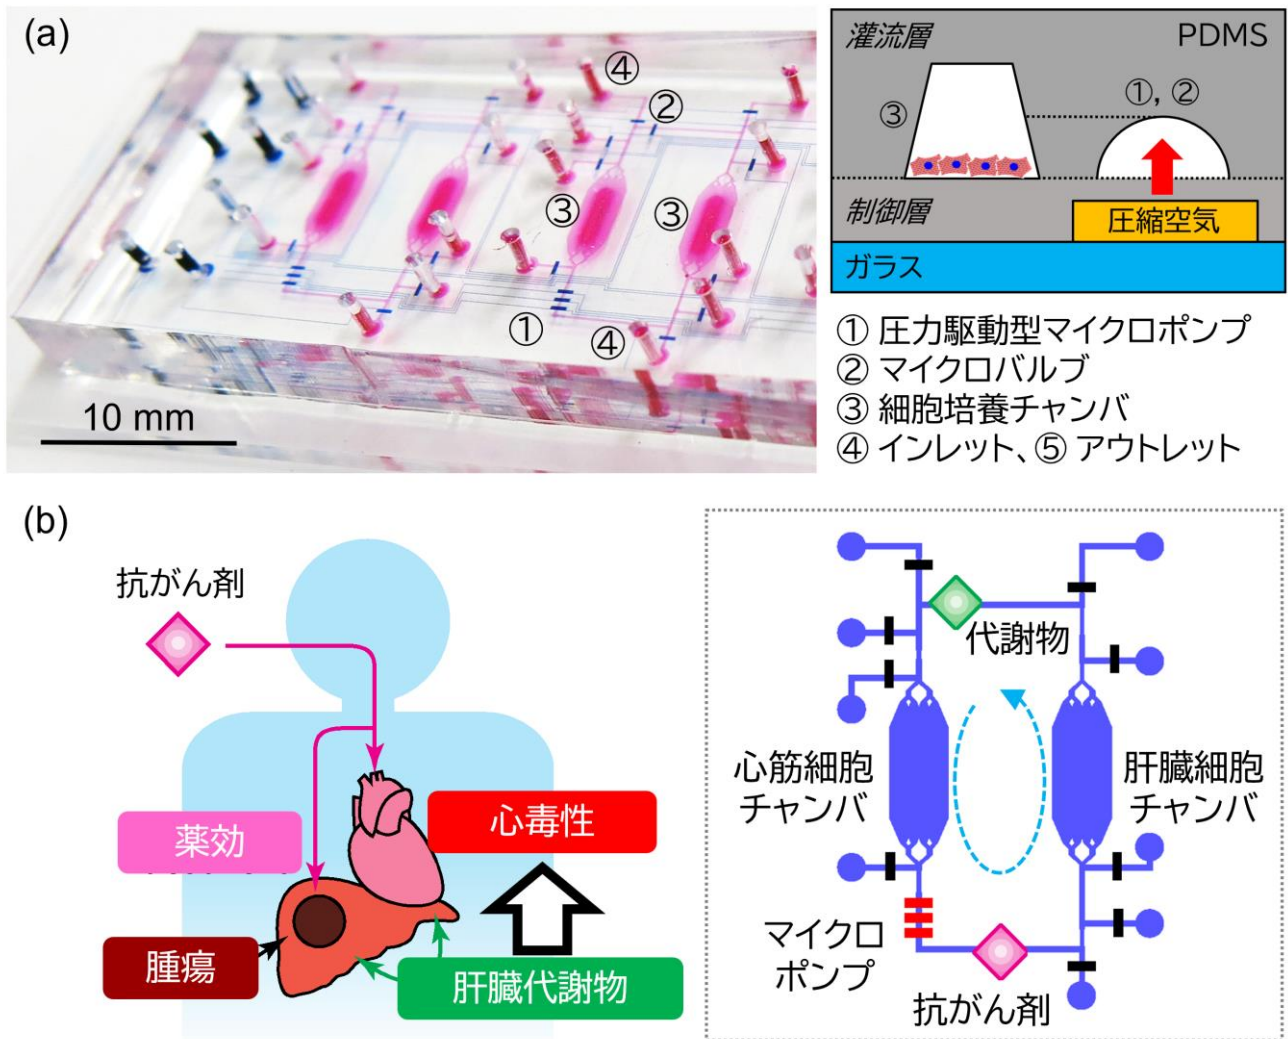 (a)
④
②
③
③
①
④
10 mm
灌流層
PDMS
③
①, ②
制御層
圧縮空気
ガラス
① 圧力駆動型マイクロポンプ
② マイクロバルブ
③ 細胞培養チャンバ
④ インレット、⑤ アウトレット
(b)
抗がん剤
薬効
心毒性
腫瘍
肝臓代謝物
代謝物
心筋細胞
チャンバ
肝臓細胞
チャンバ
マイクロ
ポンプ
抗がん剤